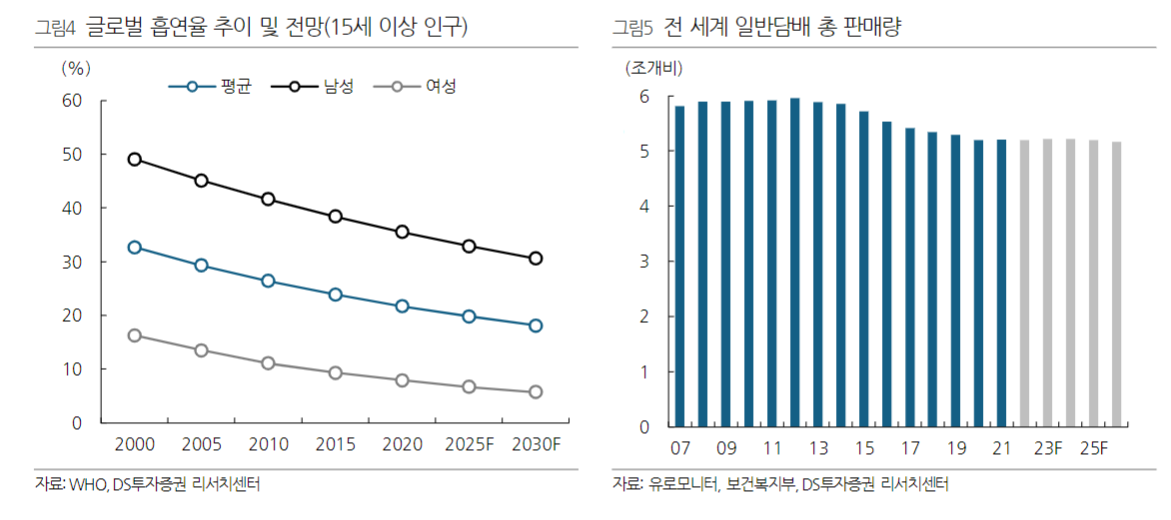 그림4 글로벌 흡연율 추이 및 전망(15세 이상 인구)
(%)
평균 남성 여성
60
50
40
30
20
10
0
2000 2005 2010 2015 2020 2025F 2030F
자료: WHO, DS투자증권 리서치센터
그림5 전 세계 일반담배 총 판매량
(조개비)
6
5
4
3
2
1
0
07 09 11 13 15 17 19 21 23F 25F
자료: 유로모니터, 보건복지부, DS투자증권 리서치센터